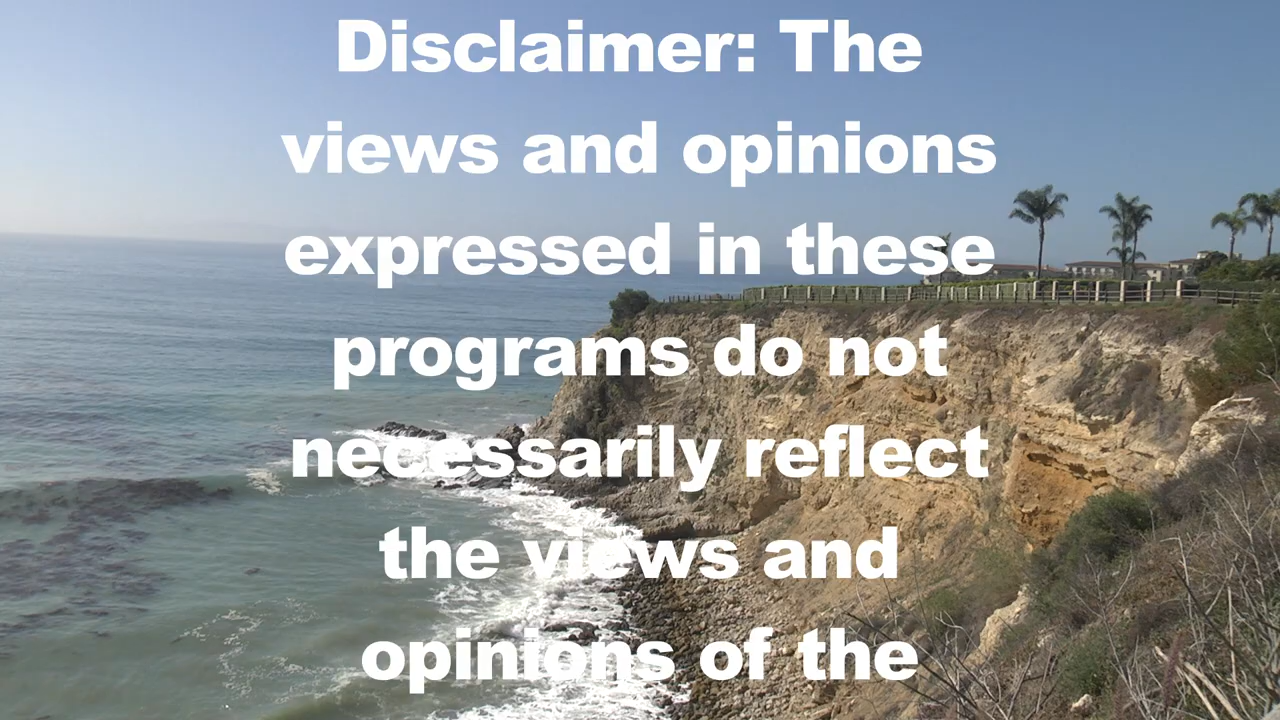 Disclaimer: The
views and opinions
expressed in these
programs do not
necessarily reflect
the views and
opinions of the